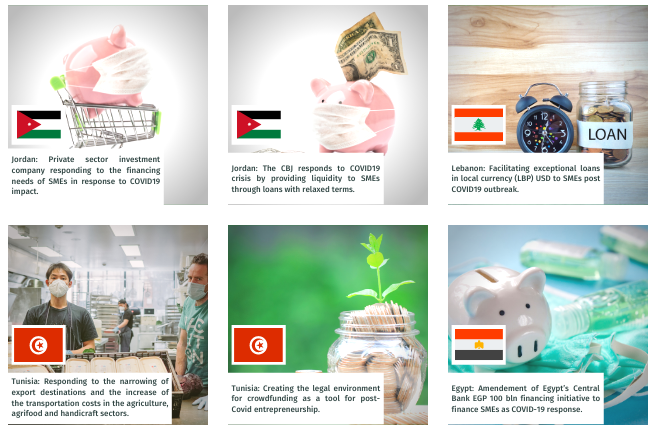 Jordan: Private sector investment
company responding to the financing
needs of SMEs in response to COVID19
impact.
Jordan: The CBJ responds to COVID19
crisis by providing liquidity to SMEs
through loans with relaxed terms.
LOAN
Lebanon: Facilitating exceptional loans
in local currency (LBP) USD to SMEs post
COVID19 outbreak.
Tunisia: Responding to the narrowing of
export destinations and the increase of
the transportation costs in the agriculture,
agrifood and handicraft sectors.
Tunisia: Creating the legal environment
for crowdfunding as a tool for post-
Covid entrepreneurship.
Egypt: Amendement of Egypt's Central
Bank EGP 100 bln financing initiative to
finance SMEs as COVID-19 response.